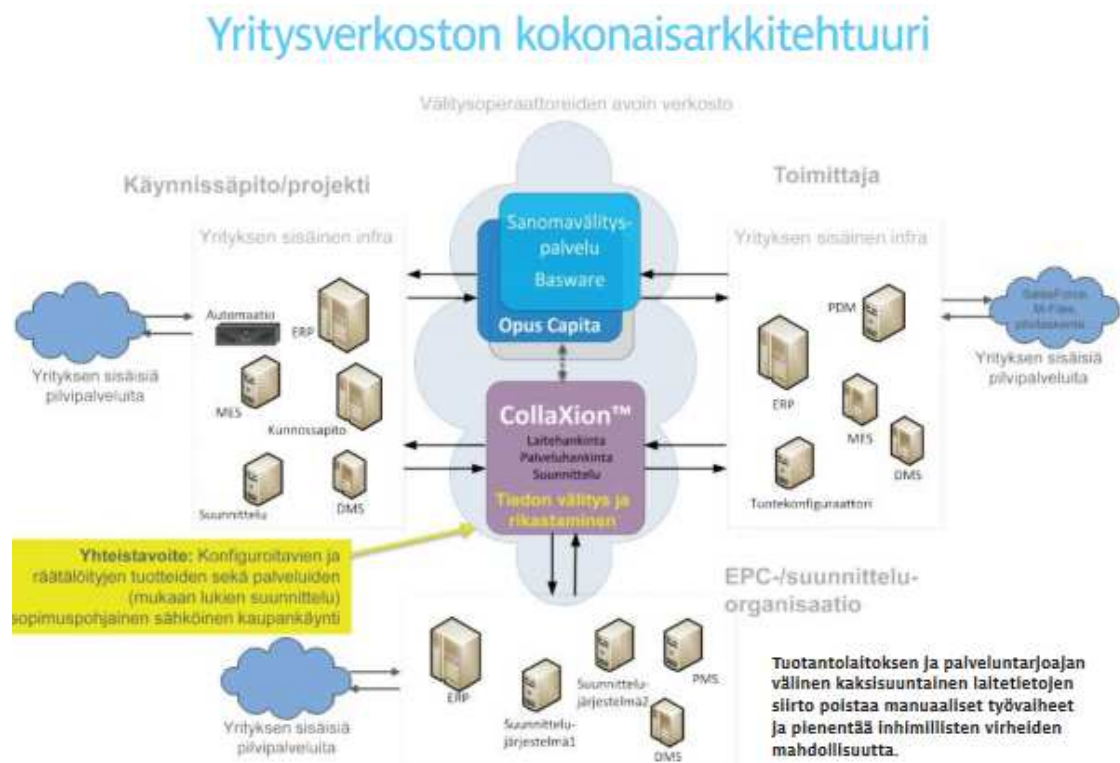 Yritysverkoston kokonaisarkkitehtuuri
Välitysoperaattoreiden avoin verkosto
Käynnissäpito/projekti
Toimittaja
Yrityksen sisäinen infra
Sanomavälitys-
palvelu
Basware
Opus Capita
Yrityksen sisäinen infra
Automaatio
ERP
MES
Kunnossapito
Suunnittelu
DMS
Yrityksen sisäisiä
pilvipalveluita
CollaXion™
Laitehankinta
Palveluhankinta
Suunnittelu
Tiedon välitys ja
rikastaminen
PDM
ERP
MES
DMS
Tuotekonfiguraattori
SalesForce,
M-Files,
Yrityksen sisäisiä
pilvipalveluita
Yhteistavoite: Konfiguroitavien ja
räätälöityjen tuotteiden sekä palveluiden
(mukaan lukien suunnittelu)
sopimuspohjainen sähköinen kaupankäynti
EPC-/suunnittelu-
organisaatio
Yrityksen sisäisiä
pilvipalveluita
ERP
Suunnittelu-
järjestelmä1
Suunnittelu-
järjestelmä2
PMS
DMS
Tuotantolaitoksen ja palveluntarjoajan
välinen kaksisuuntainen laitetietojen
siirto poistaa manuaaliset työvaiheet
ja pienentää inhimillisten virheiden
mahdollisuutta.